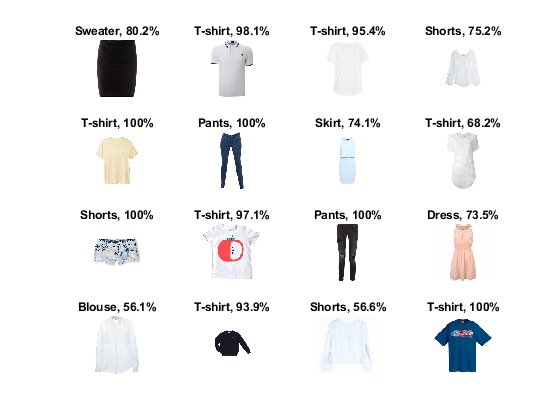 Sweater, 80.2% T-shirt, 98.1% T-shirt, 95.4% Shorts, 75.2%
T-shirt, 100% Pants, 100% Skirt, 74.1% T-shirt, 68.2%
Shorts, 100% T-shirt, 97.1% Pants, 100% Dress, 73.5%
Blouse, 56.1% T-shirt, 93.9% Shorts, 56.6% T-shirt, 100%